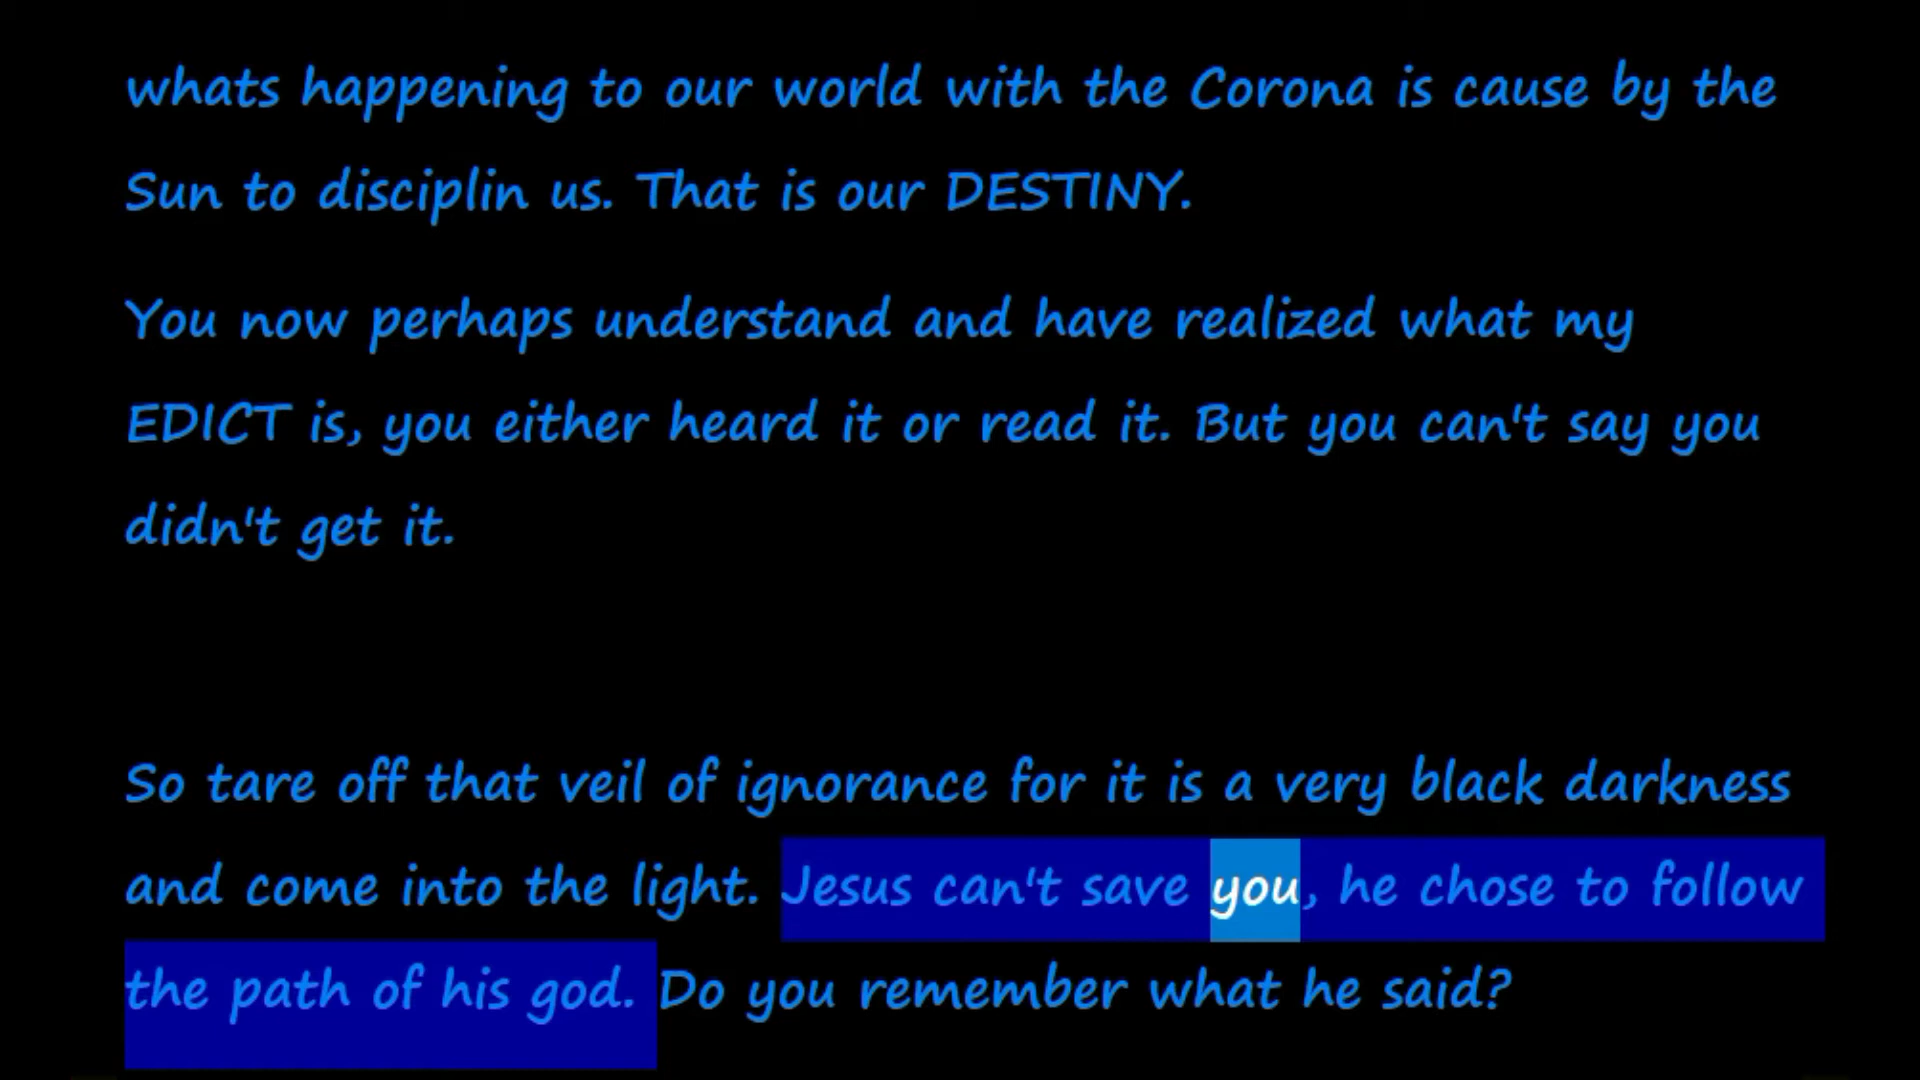 whats happening to our world with the Corona is cause by the
Sun to disciplin us. That is our DESTINY.
You now perhaps understand and have realized what my
EDICT is, you either heard it or read it. But you can't say you
didn't get it.
So tare off that veil of ignorance for it is a very black darkness
and come into the light. Jesus can't save you, he chose to follow
the path of his god. Do you remember what he said?